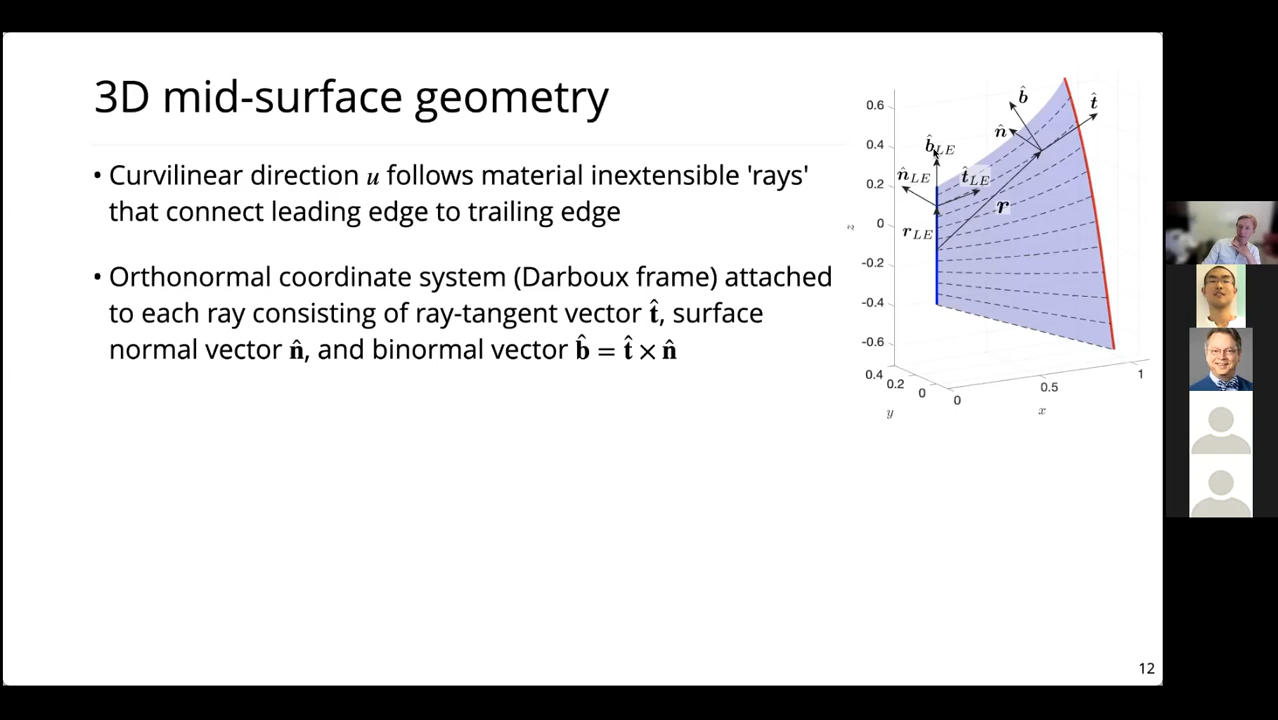 3D mid-surface geometry
• Curvilinear direction u follows material inextensible 'rays'
that connect leading edge to trailing edge
• Orthonormal coordinate system (Darboux frame) attached
to each ray consisting of ray-tangent vector t̂, surface
normal vector n̂, and binormal vector b̂ = t̂ × n̂
0.6
0.4
0.2
0
-0.2
-0.4
-0.6
z
0.4
0.2
0
y
0
0.5
1
x
b̂
t̂
n̂
b̂LE
n̂LE
t̂LE
r
rLE
12